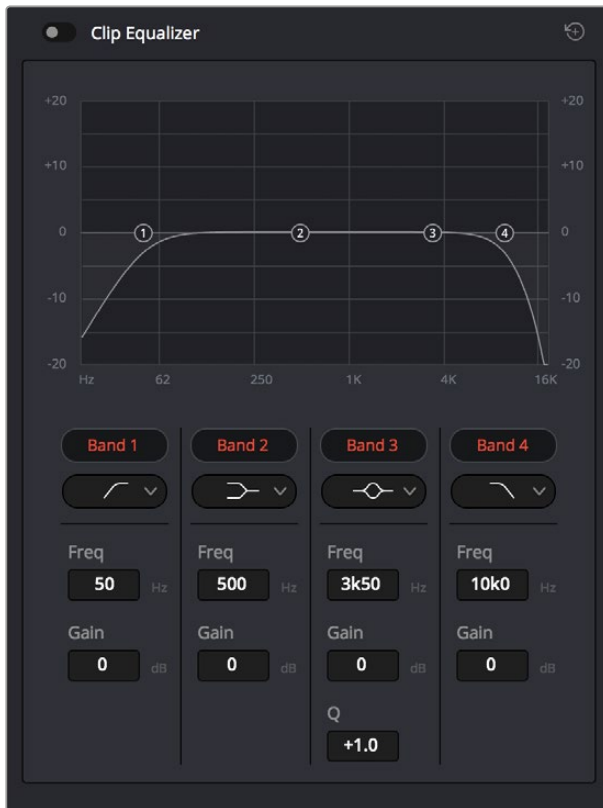 Clip Equalizer
+20 +20
+10 +10
1 2 3 4
0 0
-10 -10
-20 -20
Hz 62 250 1K 4K 16K
Band 1 Band 2 Band 3 Band 4
Freq Freq Freq Freq
50 Hz 500 Hz 3k50 Hz 10k0 Hz
Gain Gain Gain Gain
0 dB 0 dB 0 dB 0 dB
Q
+1.0